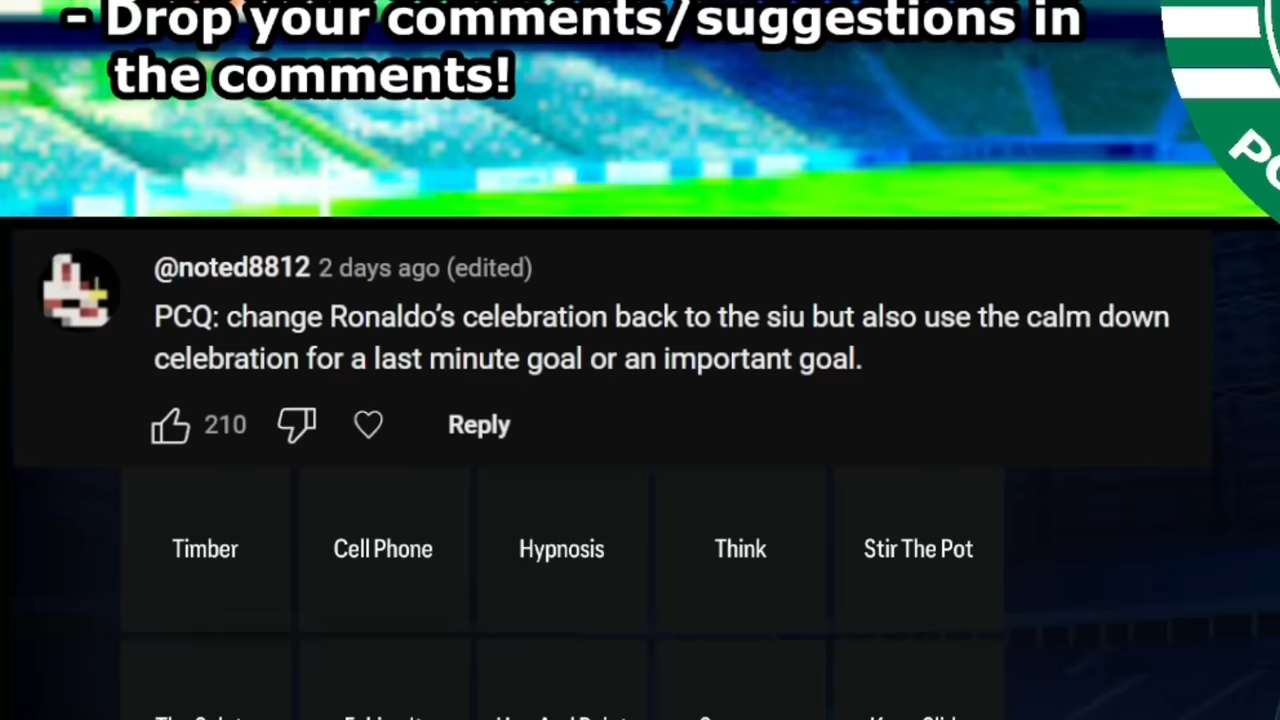 - Drop your comments/suggestions in
the comments!
@noted8812 2 days ago (edited)
PCQ: change Ronaldo's celebration back to the siu but also use the calm down
celebration for a last minute goal or an important goal.
210 Reply
Timber Cell Phone Hypnosis Think Stir The Pot